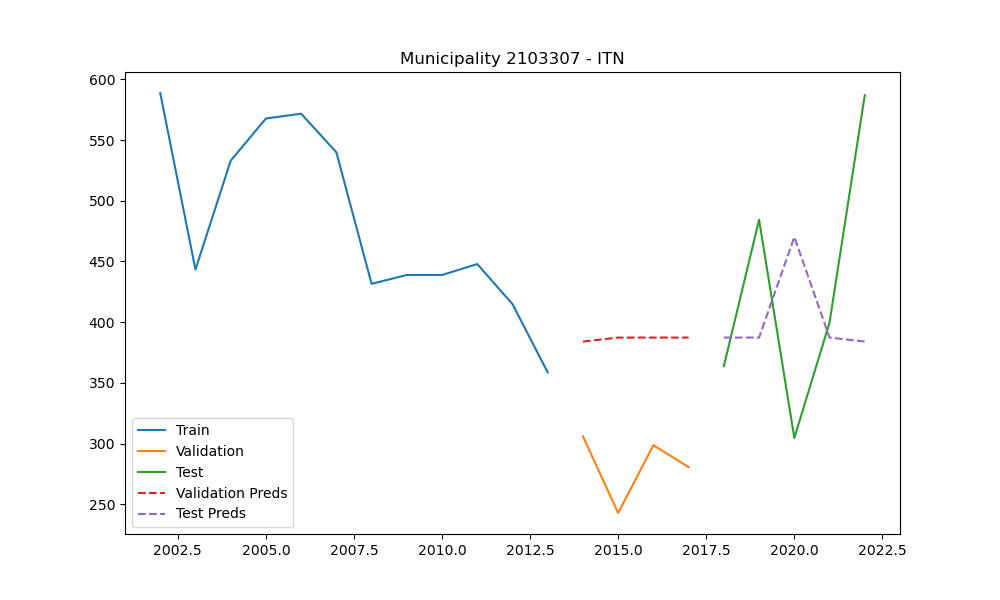 Municipality 2103307 - ITN
600
550
500
450
400
350
300
250
Train
Validation
Test
Validation Preds
Test Preds
2002.5 2005.0 2007.5 2010.0 2012.5 2015.0 2017.5 2020.0 2022.5